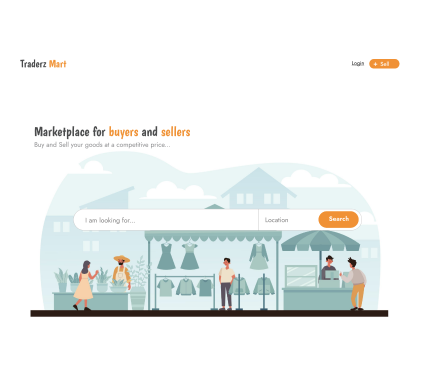 Traderz Mart
Login
+ Sell
Marketplace for buyers and sellers
Buy and Sell your goods at a competitive price...
I am looking for...
Location
Search